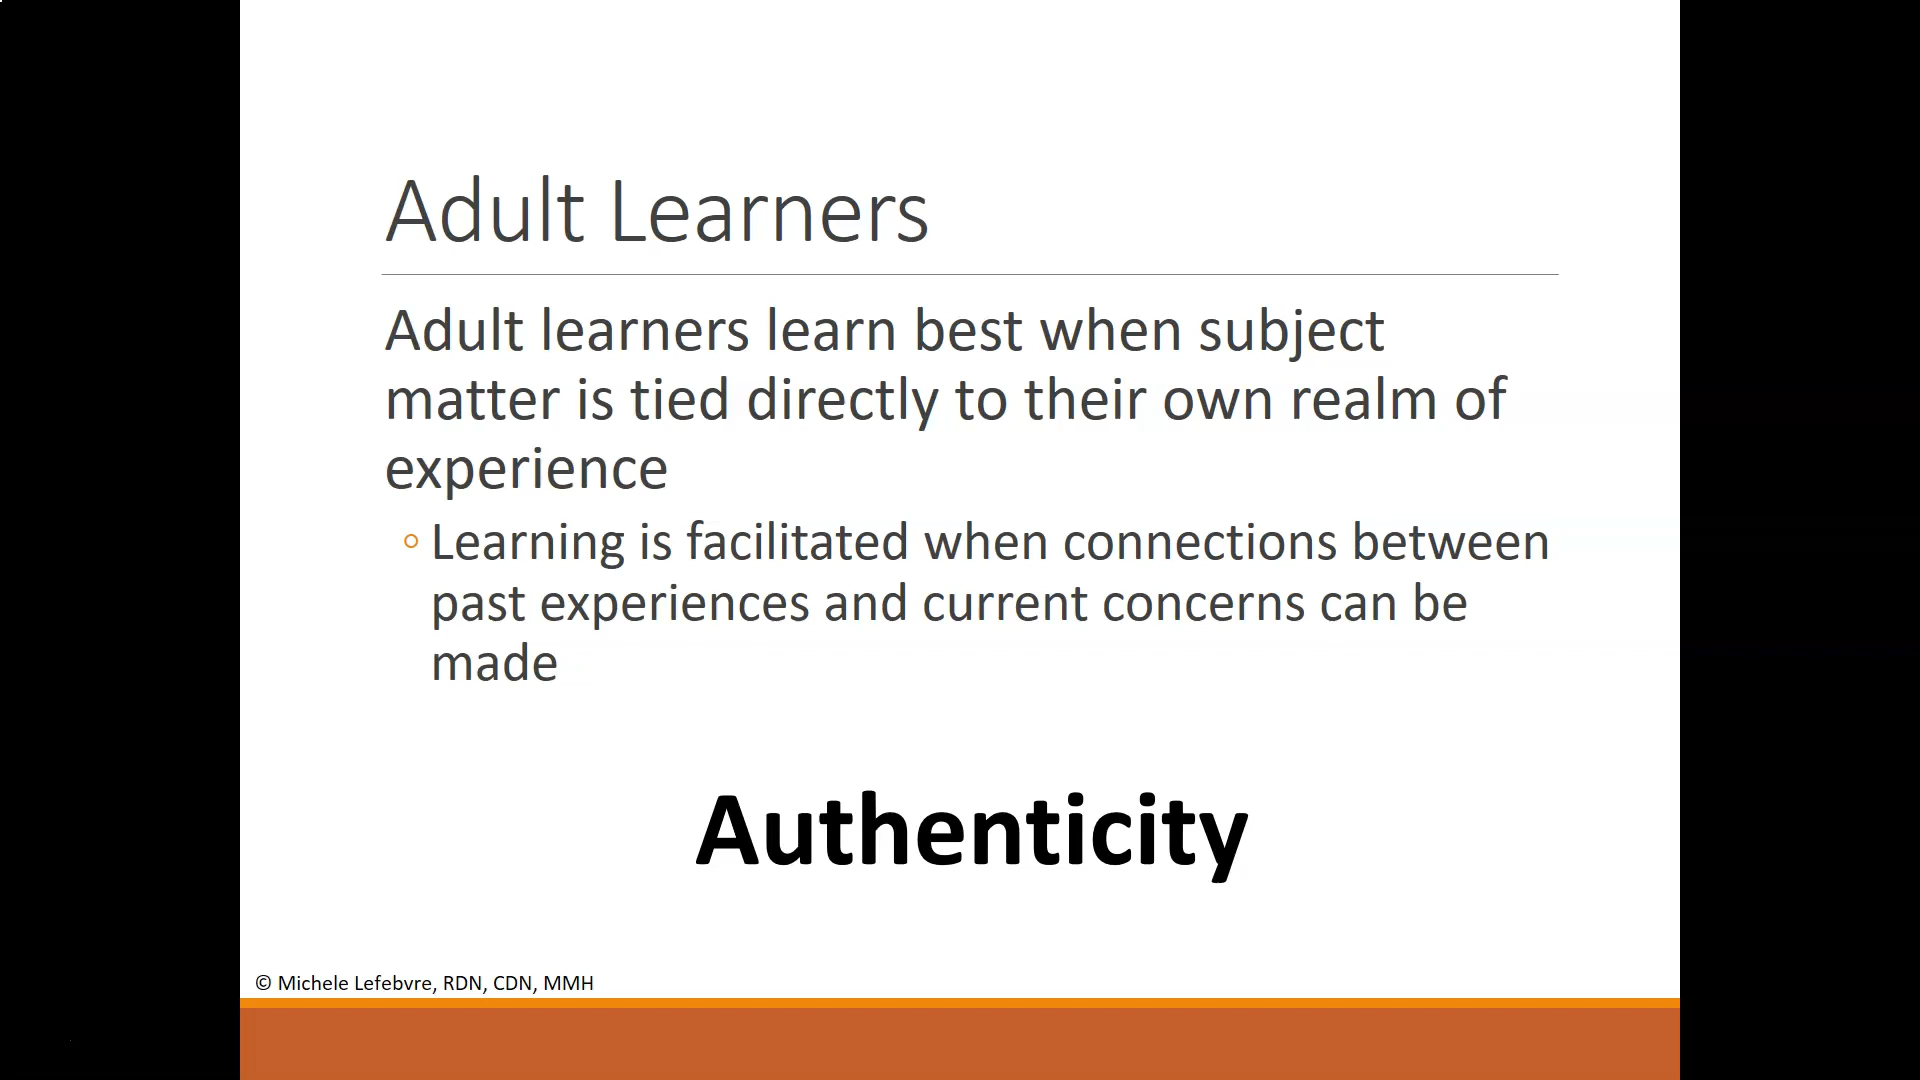 Adult Learners
Adult learners learn best when subject
matter is tied directly to their own realm of
experience
◦ Learning is facilitated when connections between
past experiences and current concerns can be
made
Authenticity
© Michele Lefebvre, RDN, CDN, MMH